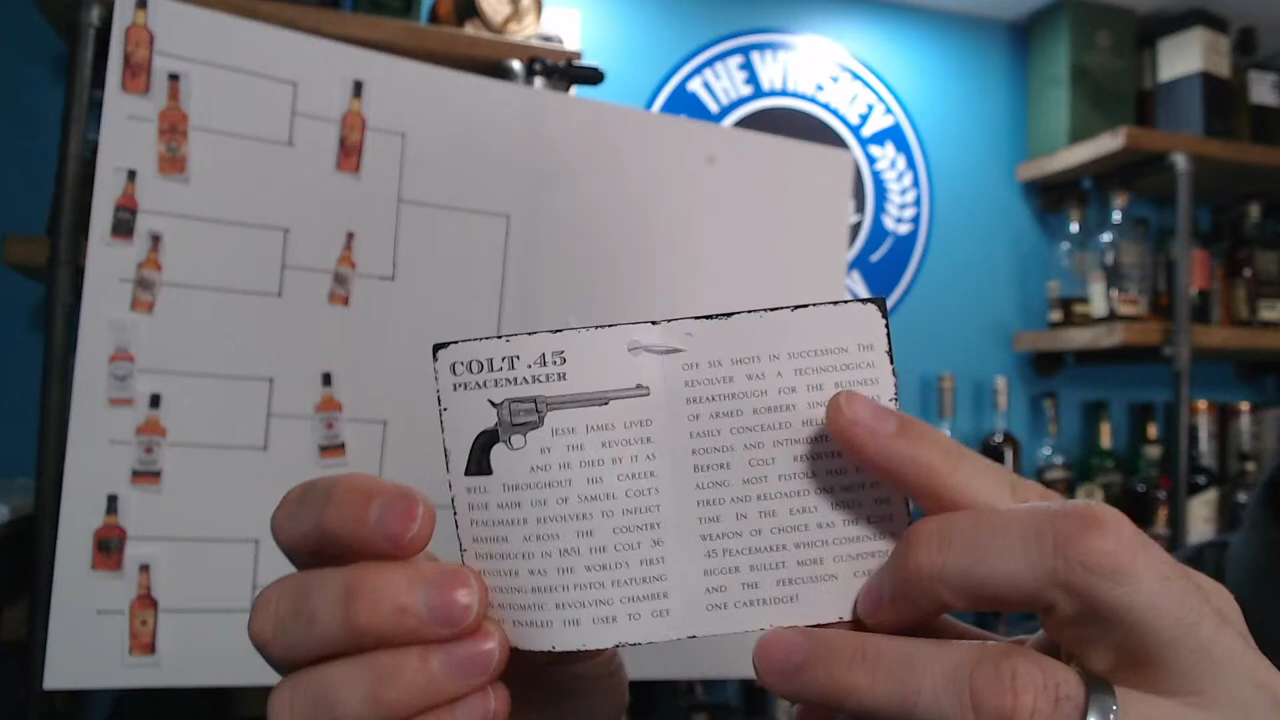 THE WHISKEY
COLT .45
PEACEMAKER
JESSE JAMES LIVED
BY THE REVOLVER,
AND HE DIED BY IT AS
WELL. THROUGHOUT HIS CAREER,
JESSE MADE USE OF SAMUEL COLT'S
PEACEMAKER REVOLVERS TO INFLICT
MAYHEM ACROSS THE COUNTRY
INTRODUCED IN 1851, THE COLT 36
WAS THE WORLD'S FIRST
PISTOL FEATURING
AUTOMATIC, REVOLVING CHAMBER
ENABLED THE USER TO GET
OFF SIX SHOTS IN SUCCESSION. THE
REVOLVER WAS A TECHNOLOGICAL
BREAKTHROUGH FOR THE BUSINESS
OF ARMED ROBBERY,
EASILY CONCEALED,
ROUNDS, AND
BEFORE COLT
ALONG, MOST PISTOLS
FIRED AND RELOADED ONE
TIME. IN THE EARLY THE
WEAPON OF CHOICE WAS THE
45 PEACEMAKER, WHICH COMBINED
BIGGER BULLET, MORE
AND THE PERCUSSION
ONE CARTRIDGE!